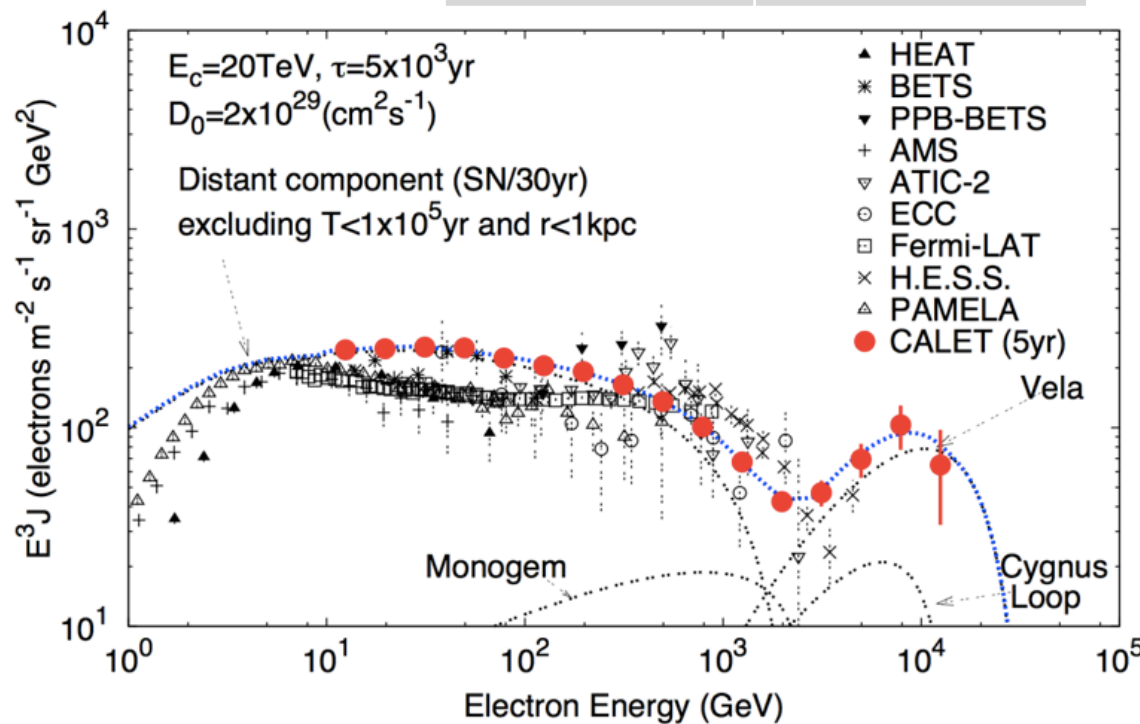 10⁴
E_c=20TeV, τ=5x10³yr
D₀=2x10²⁹(cm²s⁻¹)
Distant component (SN/30yr)
excluding T<1x10⁵yr and r<1kpc
HEAT
BETS
PPB-BETS
AMS
ATIC-2
ECC
Fermi-LAT
H.E.S.S.
PAMELA
CALET (5yr)
10³
10²
10¹
E³J (electrons m⁻² s⁻¹ sr⁻¹ GeV²)
Vela
Monogem
Cygnus
Loop
10⁰
10¹
10²
10³
10⁴
10⁵
Electron Energy (GeV)